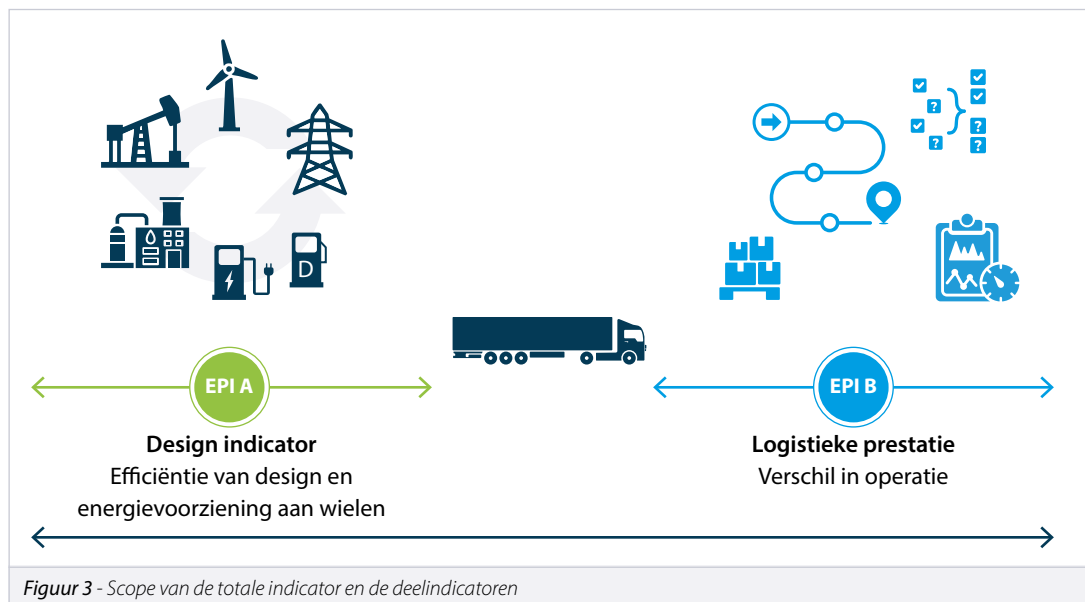 D
EPI A
Design indicator
Efficiëntie van design en
energievoorziening aan wielen
? ? ? ?
EPI B
Logistieke prestatie
Verschil in operatie
Figuur 3 - Scope van de totale indicator en de deelindicatoren